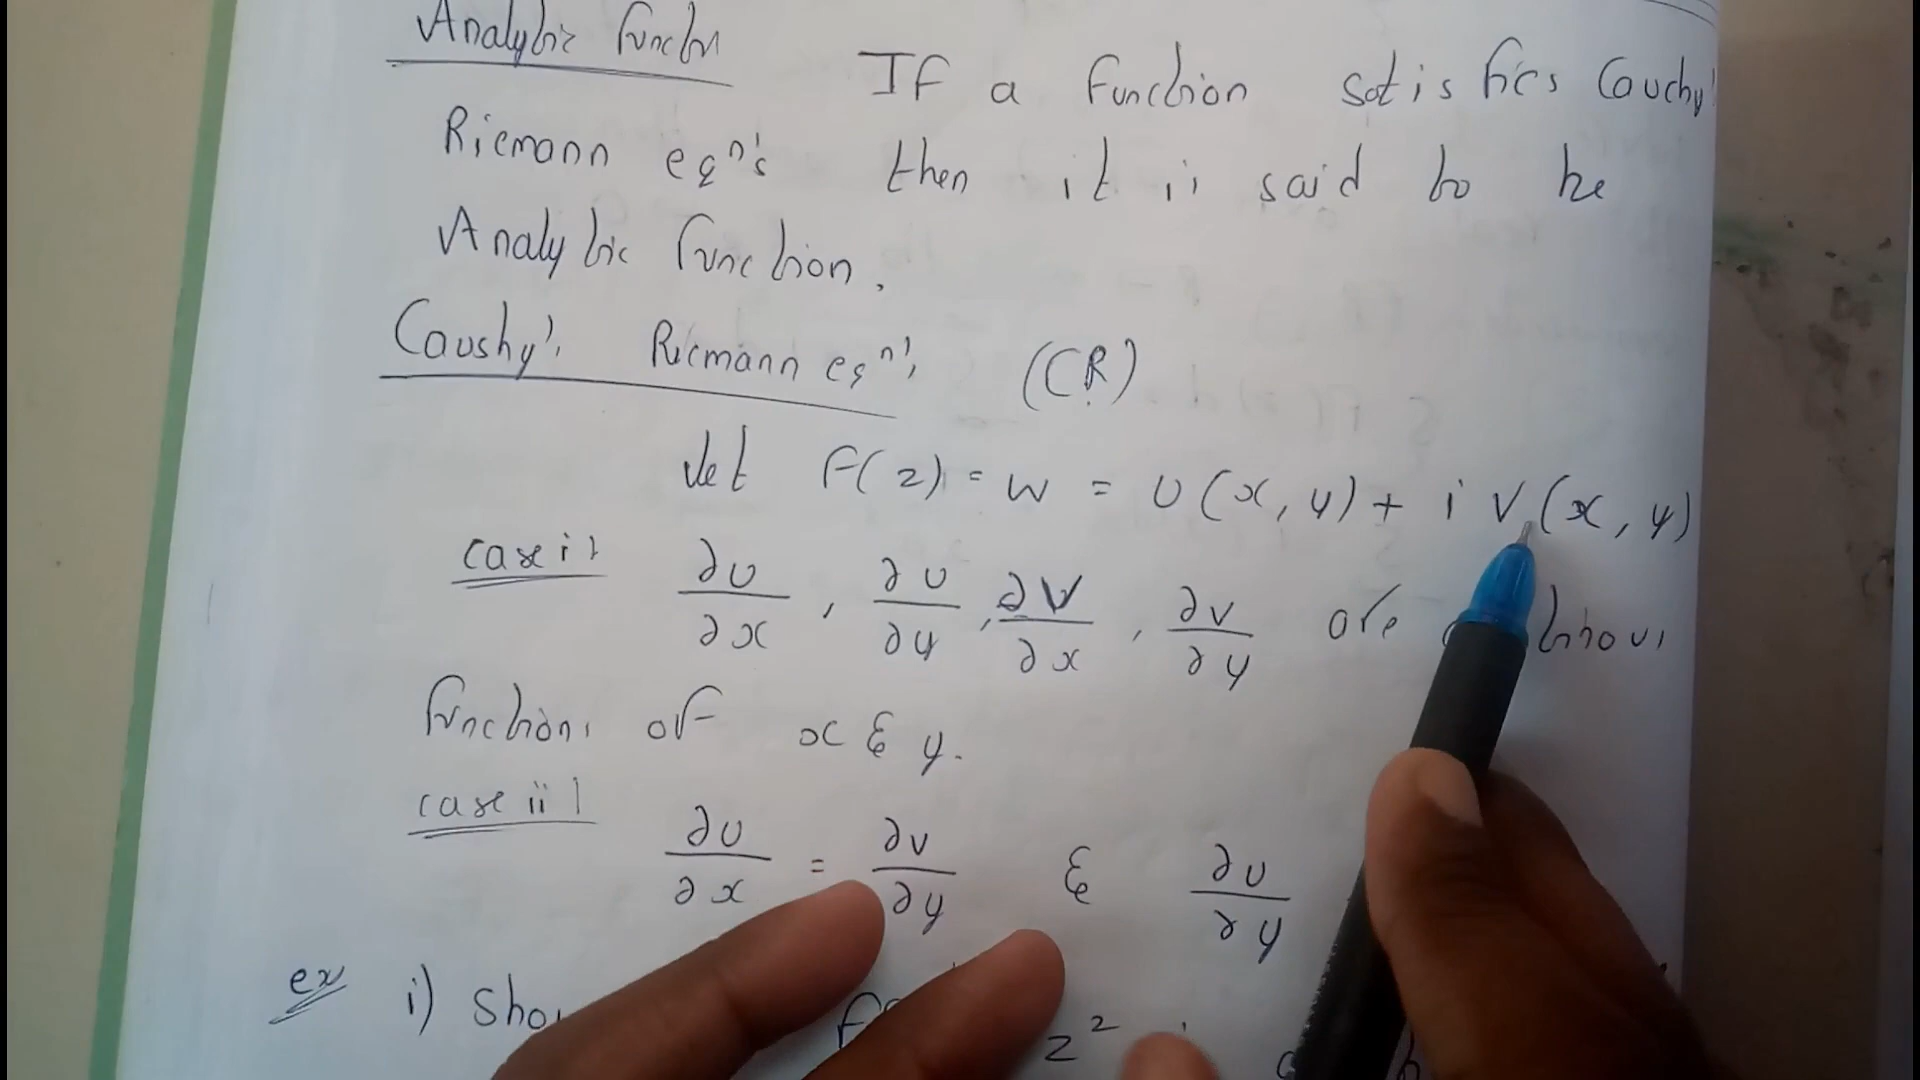 Analytic Function
If a function satisfies Cauchy's
Riemann eqn's then it is said to be
Analytic function.
Caushy's Riemann eqn's (CR)
Let F(z) = w = U(x, y) + i V(x, y)
case i) ∂U/∂x, ∂U/∂y, ∂V/∂x, ∂V/∂y are
functions of x & y.
case ii) ∂U/∂x = ∂V/∂y & ∂U/∂y
ex i) z²